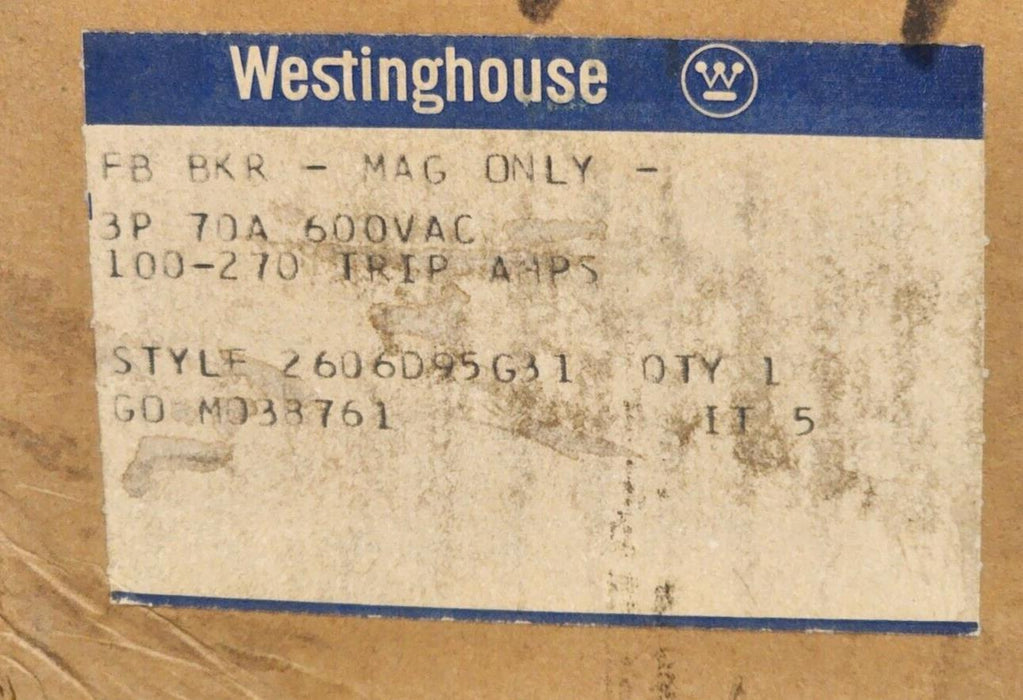 Westinghouse W
FB BKR - MAG ONLY -
3P 70A 600VAC
100-270 TRIP AMPS
STYLE 2606D95G31 QTY 1
GO MO38761 IT 5